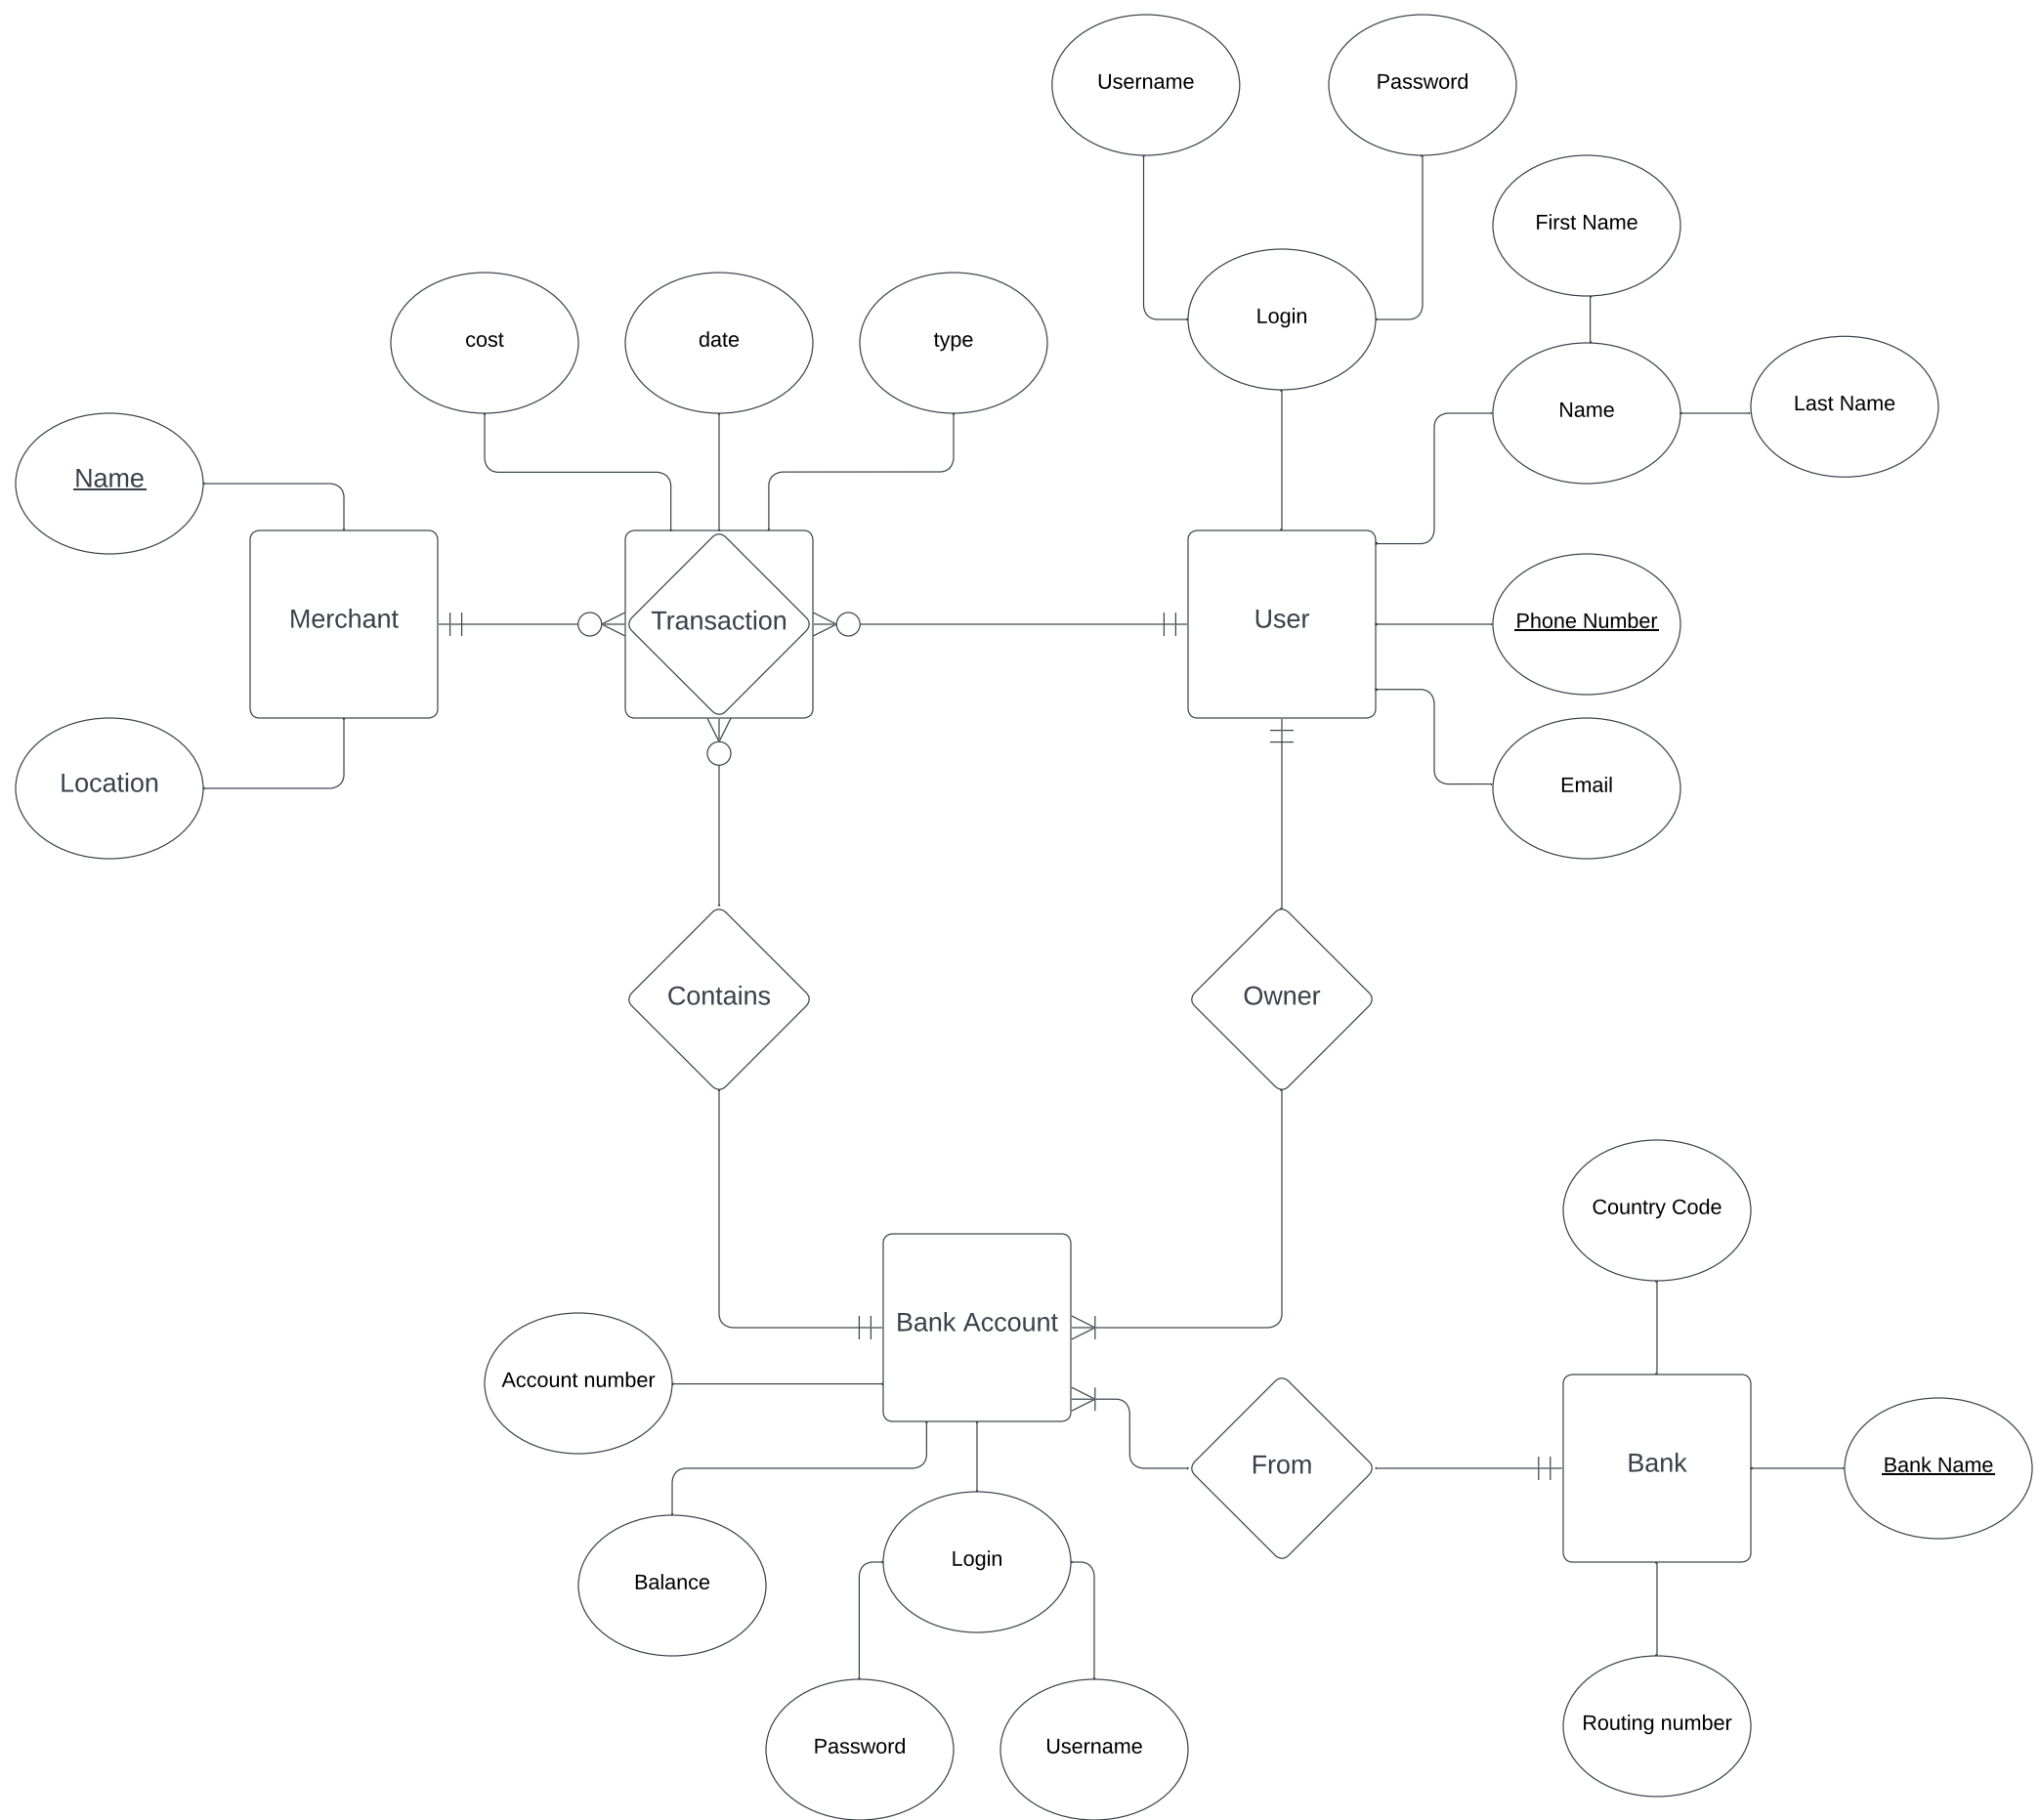 Username
Password
First Name
Login
cost
date
type
Name
Last Name
Name
Merchant
Transaction
User
Phone Number
Location
Email
Contains
Owner
Country Code
Bank Account
Account number
From
Bank
Bank Name
Login
Balance
Routing number
Password
Username